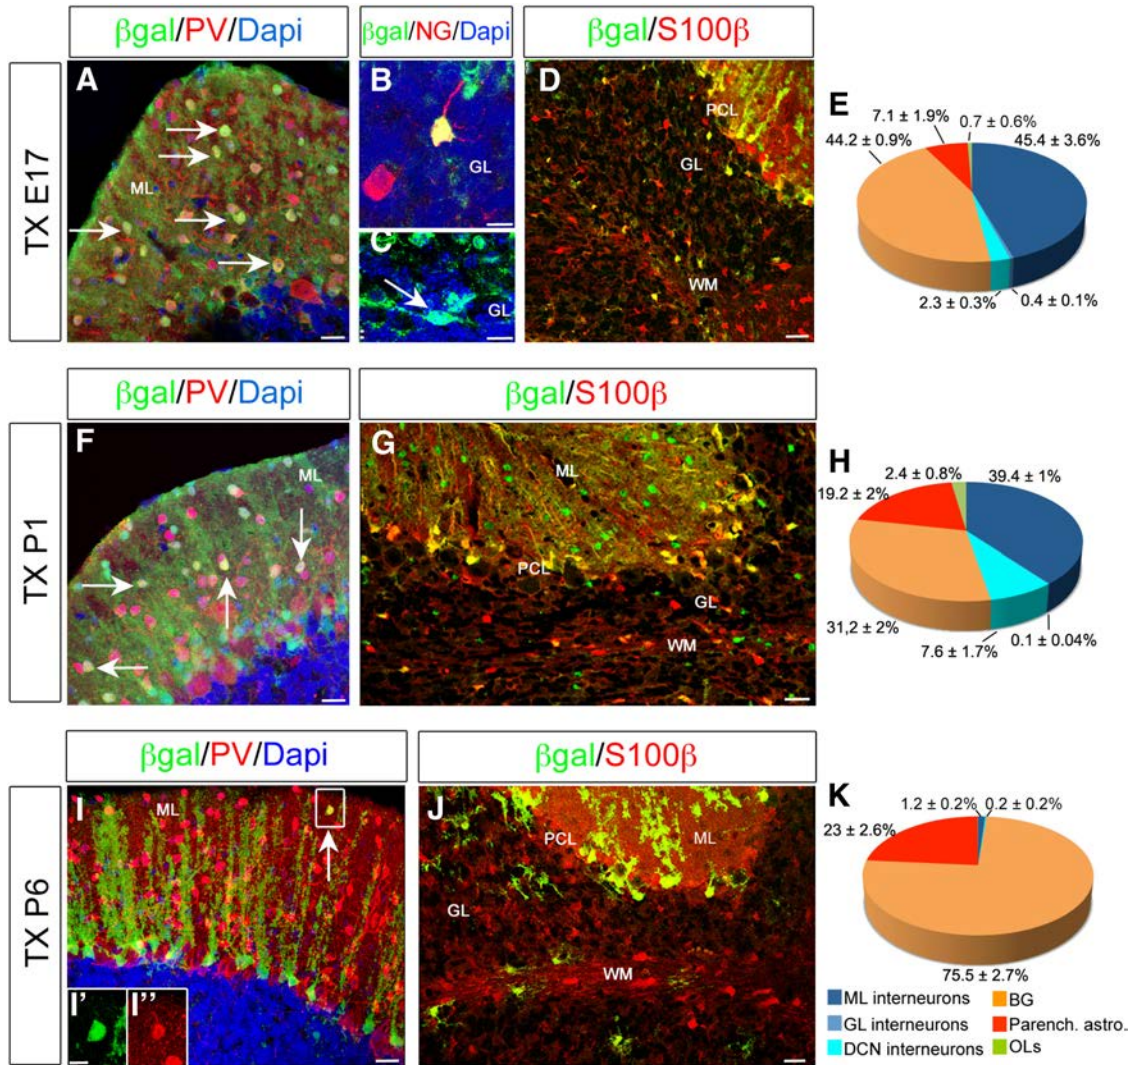 βgal/PV/Dapi
βgal/NG/Dapi
βgal/S100β
TX E17
A
ML
B
GL
C
GL
D
PCL
GL
WM
E
7.1 ± 1.9%
0.7 ± 0.6%
44.2 ± 0.9%
45.4 ± 3.6%
2.3 ± 0.3%
0.4 ± 0.1%
βgal/PV/Dapi
βgal/S100β
TX P1
F
ML
G
ML
PCL
GL
WM
H
2.4 ± 0.8%
39.4 ± 1%
19.2 ± 2%
31,2 ± 2%
0.1 ± 0.04%
7.6 ± 1.7%
βgal/PV/Dapi
βgal/S100β
TX P6
I
ML
I'
I''
J
PCL
ML
GL
WM
K
1.2 ± 0.2%
0.2 ± 0.2%
23 ± 2.6%
75.5 ± 2.7%
ML interneurons
BG
GL interneurons
Parench. astro.
DCN interneurons
OLs